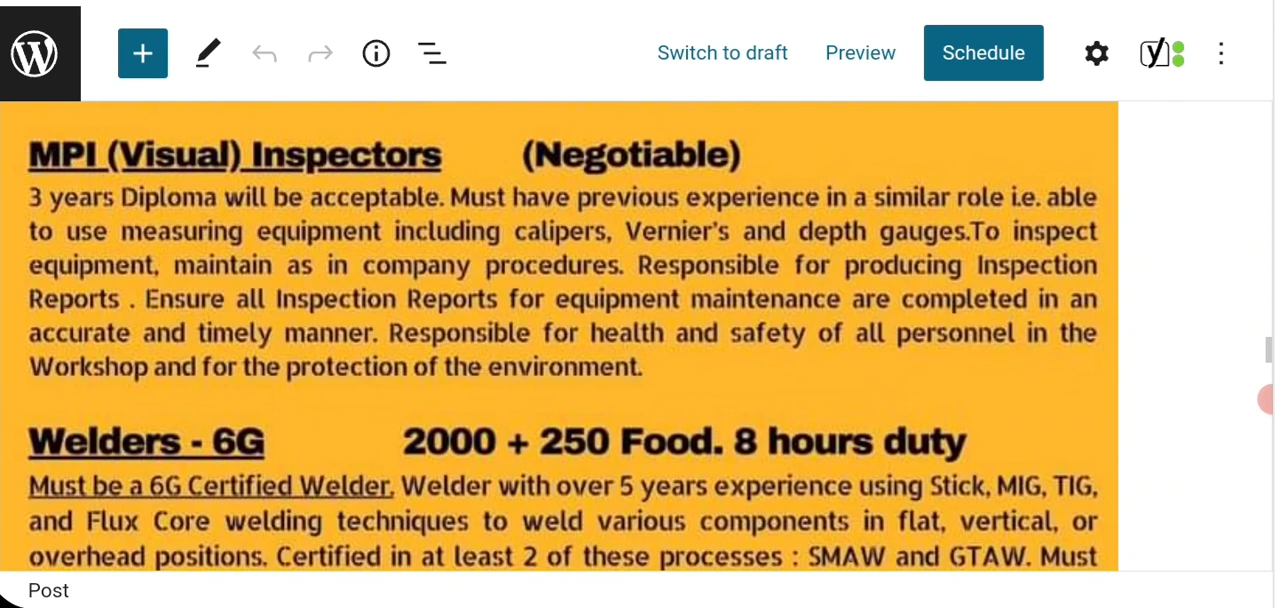 Switch to draft Preview Schedule
MPI (Visual) Inspectors (Negotiable)
3 years Diploma will be acceptable. Must have previous experience in a similar role i.e. able
to use measuring equipment including calipers, Vernier's and depth gauges.To inspect
equipment, maintain as in company procedures. Responsible for producing Inspection
Reports . Ensure all Inspection Reports for equipment maintenance are completed in an
accurate and timely manner. Responsible for health and safety of all personnel in the
Workshop and for the protection of the environment.
Welders - 6G 2000 + 250 Food. 8 hours duty
Must be a 6G Certified Welder. Welder with over 5 years experience using Stick, MIG, TIG,
and Flux Core welding techniques to weld various components in flat, vertical, or
overhead positions. Certified in at least 2 of these processes : SMAW and GTAW. Must
Post